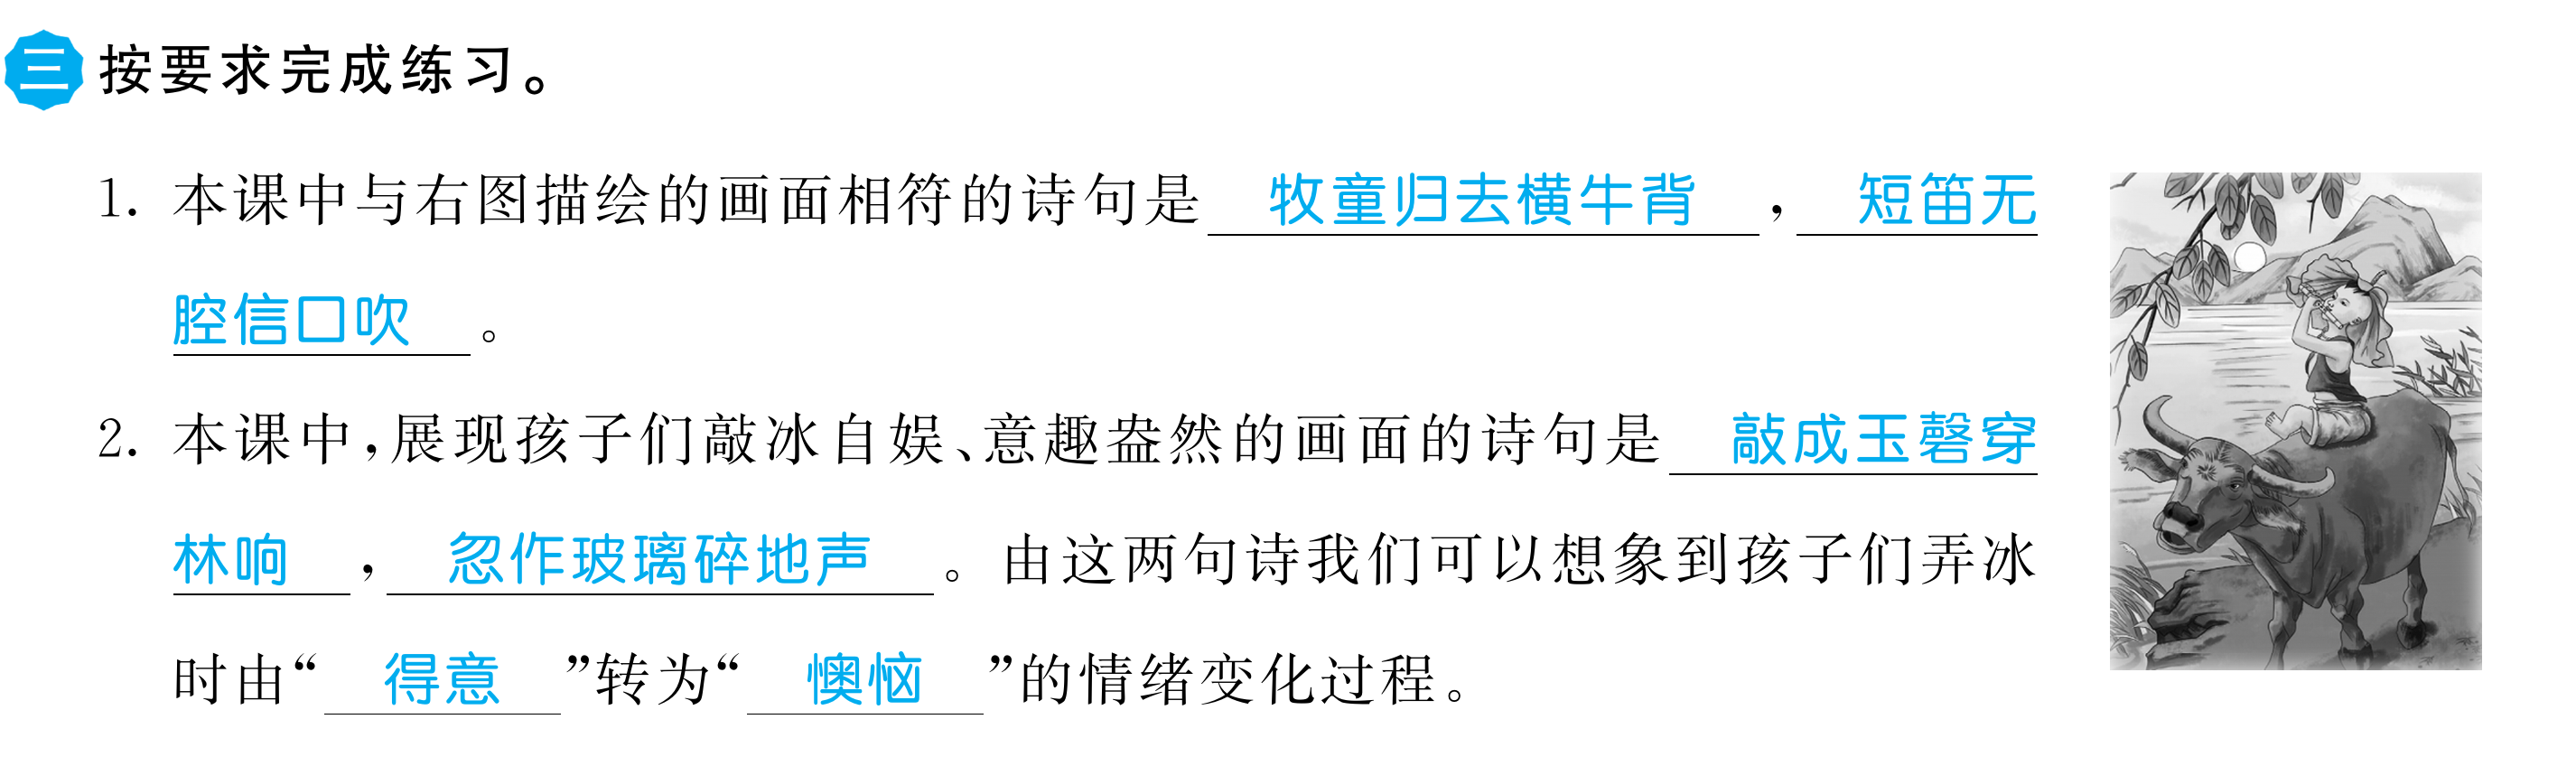 三 按要求完成练习。
1. 本课中与右图描绘的画面相符的诗句是 牧童归去横牛背 , 短笛无
腔信口吹 。
2. 本课中,展现孩子们敲冰自娱、意趣盎然的画面的诗句是 敲成玉磬穿
林响 , 忽作玻璃碎地声 。由这两句诗我们可以想象到孩子们弄冰
时由“ 得意 ”转为“ 懊恼 ”的情绪变化过程。